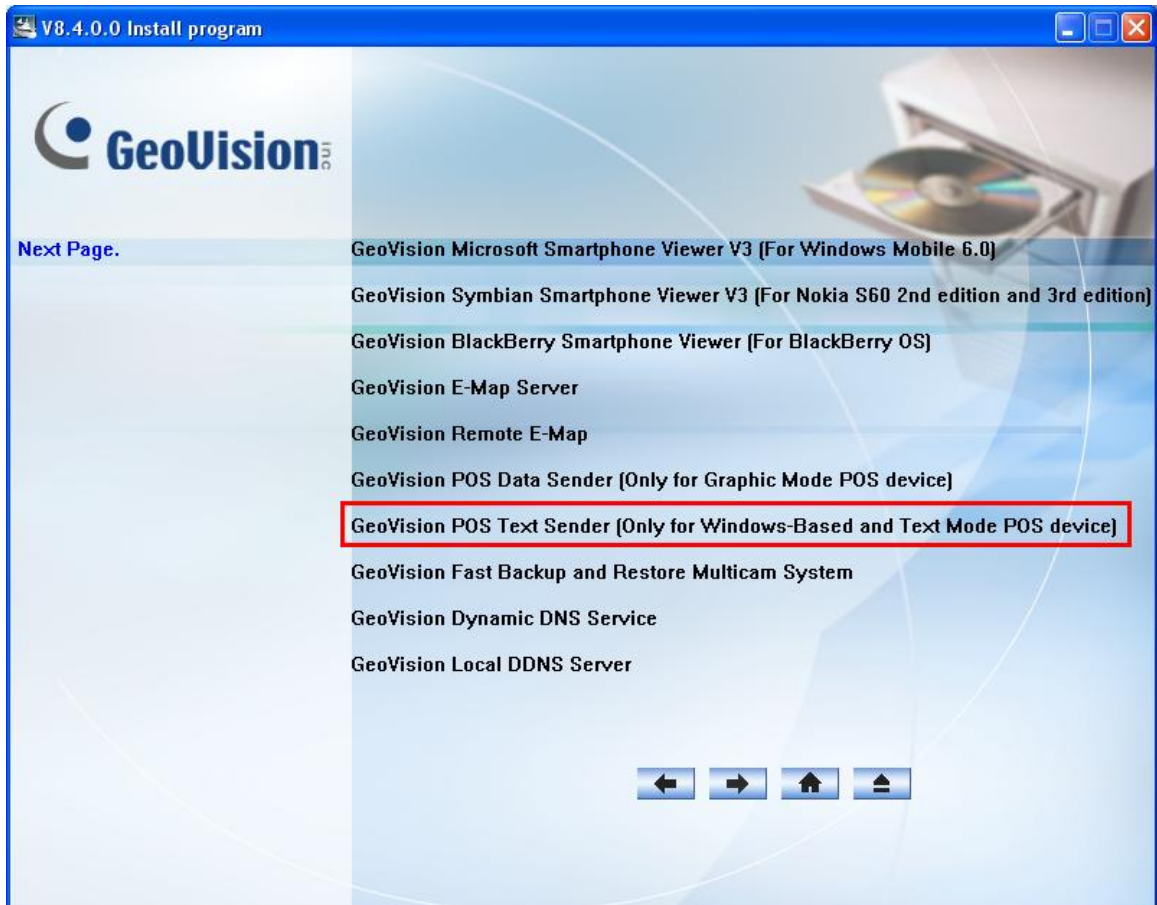 V8.4.0.0 Install program
GeoVision inc
Next Page.
GeoVision Microsoft Smartphone Viewer V3 (For Windows Mobile 6.0)
GeoVision Symbian Smartphone Viewer V3 (For Nokia S60 2nd edition and 3rd edition)
GeoVision BlackBerry Smartphone Viewer (For BlackBerry OS)
GeoVision E-Map Server
GeoVision Remote E-Map
GeoVision POS Data Sender (Only for Graphic Mode POS device)
GeoVision POS Text Sender (Only for Windows-Based and Text Mode POS device)
GeoVision Fast Backup and Restore Multicam System
GeoVision Dynamic DNS Service
GeoVision Local DDNS Server